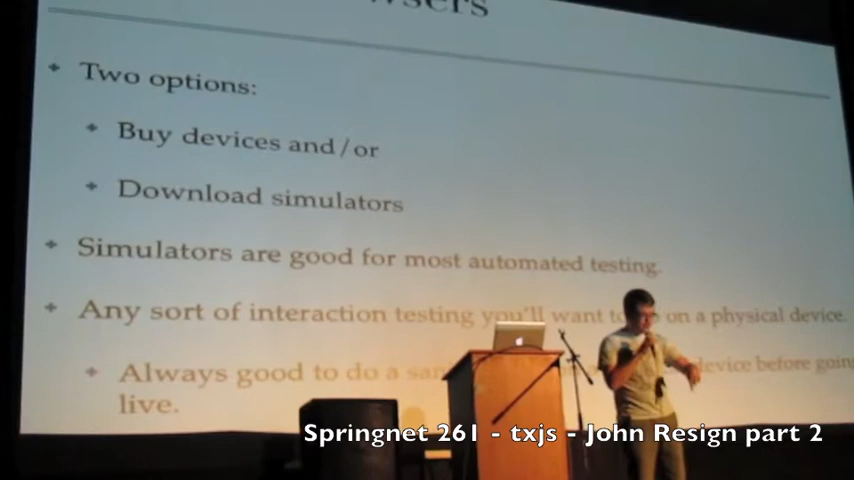 Two options:
Buy devices and/or
Download simulators
Simulators are good for most automated testing.
Any sort of interaction testing you'll want to on a physical device.
Always good to do a device before going
live.
Springnet 261 - txjs - John Resign part 2